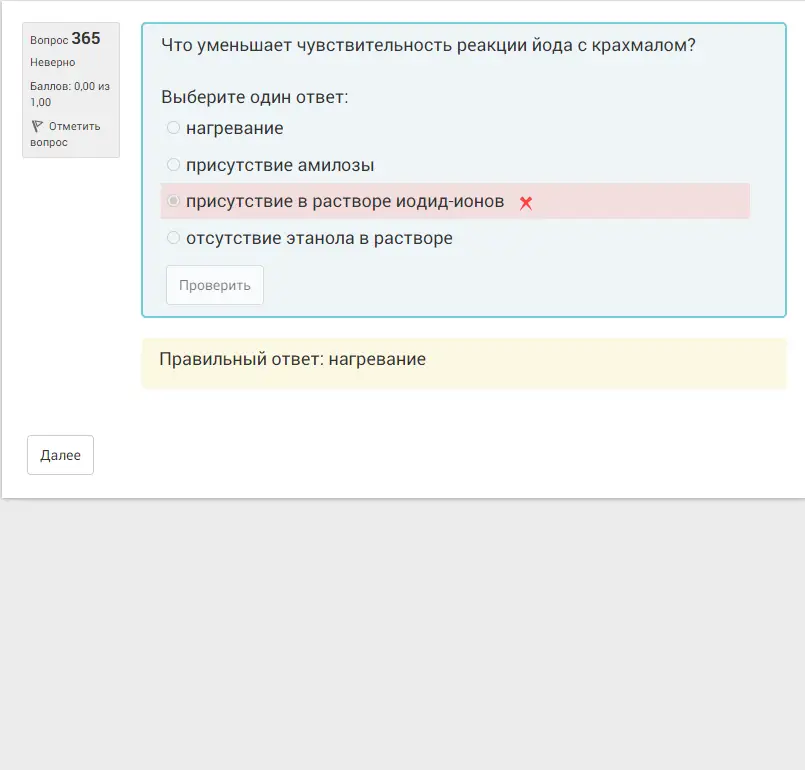 Вопрос 365
Неверно
Баллов: 0,00 из
1,00
Отметить
вопрос
Что уменьшает чувствительность реакции йода с крахмалом?
Выберите один ответ:
нагревание
присутствие амилозы
присутствие в растворе иодид-ионов
отсутствие этанола в растворе
Проверить
Правильный ответ: нагревание
Далее